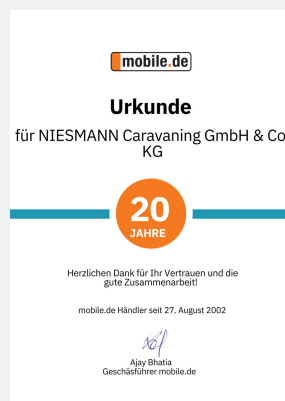 mobile.de
Urkunde
für NIESMANN Caravaning GmbH & Co
KG
20
JAHRE
Herzlichen Dank für Ihr Vertrauen und die
gute Zusammenarbeit!
mobile.de Händler seit 27. August 2002
Ajay Bhatia
Geschäsführer mobile.de